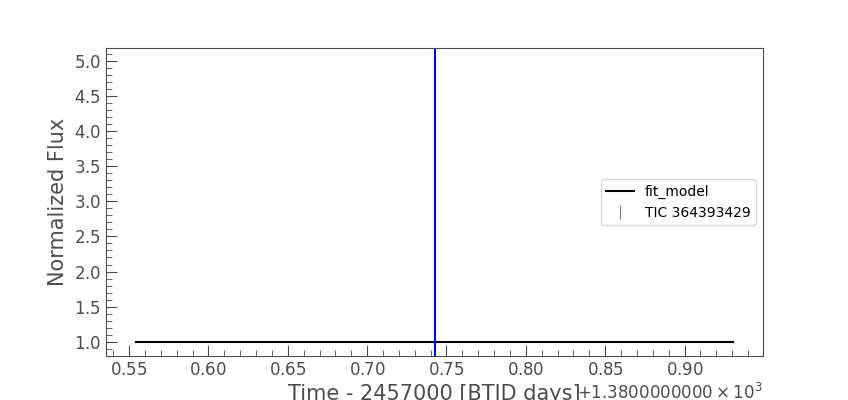 Normalized Flux
5.0
4.5
4.0
3.5
3.0
2.5
2.0
1.5
1.0
fit_model
TIC 364393429
0.55 0.60 0.65 0.70 0.75 0.80 0.85 0.90
Time - 2457000 [BTJD days]
+1.3800000000 × 10³